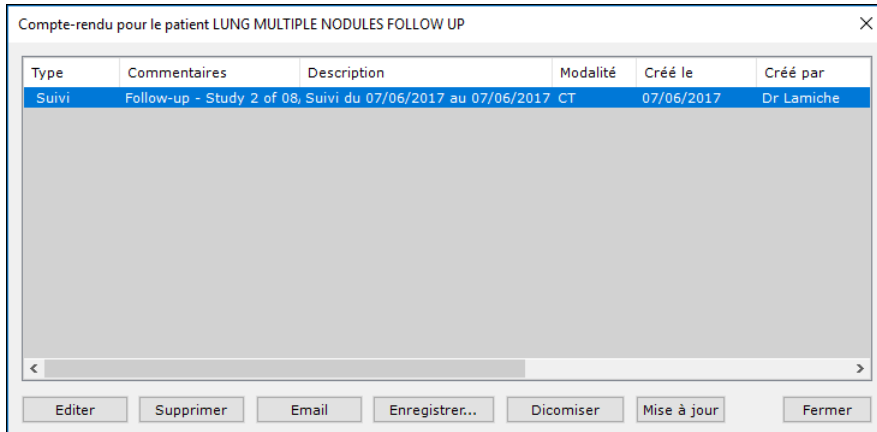 Compte-rendu pour le patient LUNG MULTIPLE NODULES FOLLOW UP
Type Commentaires Description Modalité Créé le Créé par
Suivi Follow-up - Study 2 of 08, Suivi du 07/06/2017 au 07/06/2017 CT 07/06/2017 Dr Lamiche
Editer Supprimer Email Enregistrer... Dicomiser Mise à jour Fermer